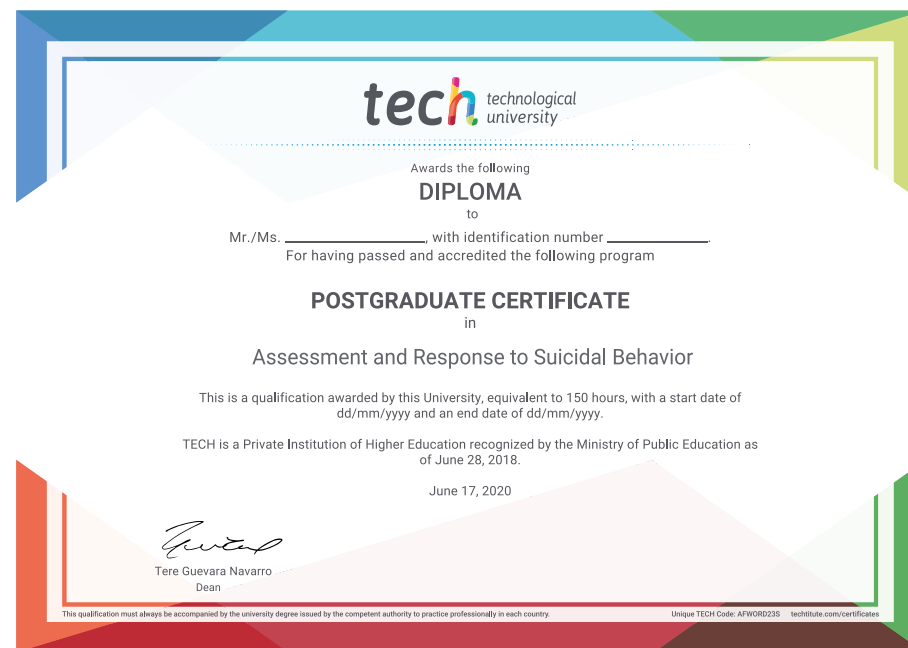 tech technological
university
Awards the following
DIPLOMA
to
Mr./Ms. ____________________, with identification number ______________.
For having passed and accredited the following program
POSTGRADUATE CERTIFICATE
in
Assessment and Response to Suicidal Behavior
This is a qualification awarded by this University, equivalent to 150 hours, with a start date of
dd/mm/yyyy and an end date of dd/mm/yyyy.
TECH is a Private Institution of Higher Education recognized by the Ministry of Public Education as
of June 28, 2018.
June 17, 2020
Tere Guevara Navarro
Dean
This qualification must always be accompanied by the university degree issued by the competent authority to practice professionally in each country. Unique TECH Code: AFWORD23S techtitute.com/certificates